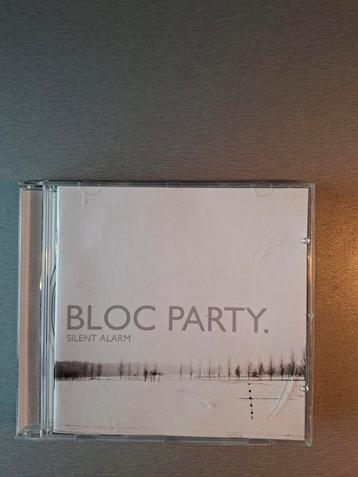 BLOC PARTY.
SILENT ALARM